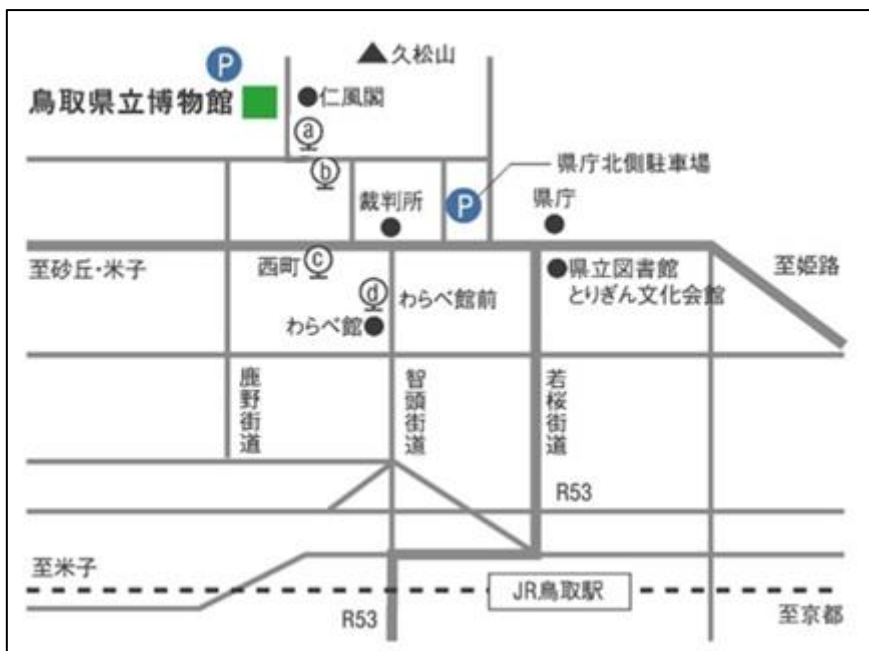 ▲久松山
P
鳥取県立博物館
仁風閣
ⓐ
ⓑ
県庁北側駐車場
裁判所
P
県庁
至砂丘・米子
西町
ⓒ
県立図書館
とりぎん文化会館
至姫路
ⓓ
わらべ館前
わらべ館
鹿野街道
智頭街道
若桜街道
R53
至米子
JR鳥取駅
R53
至京都